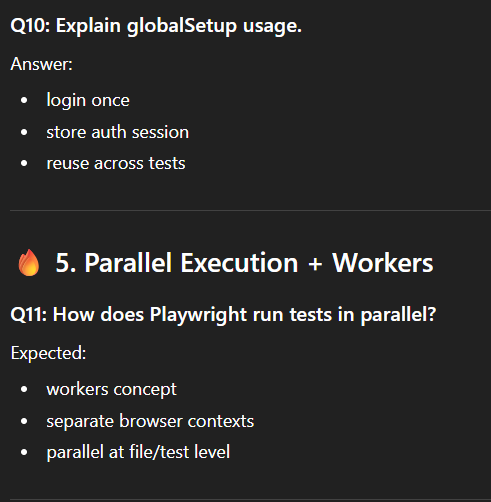 Q10: Explain globalSetup usage.
Answer:
• login once
• store auth session
• reuse across tests
🔥 5. Parallel Execution + Workers
Q11: How does Playwright run tests in parallel?
Expected:
• workers concept
• separate browser contexts
• parallel at file/test level